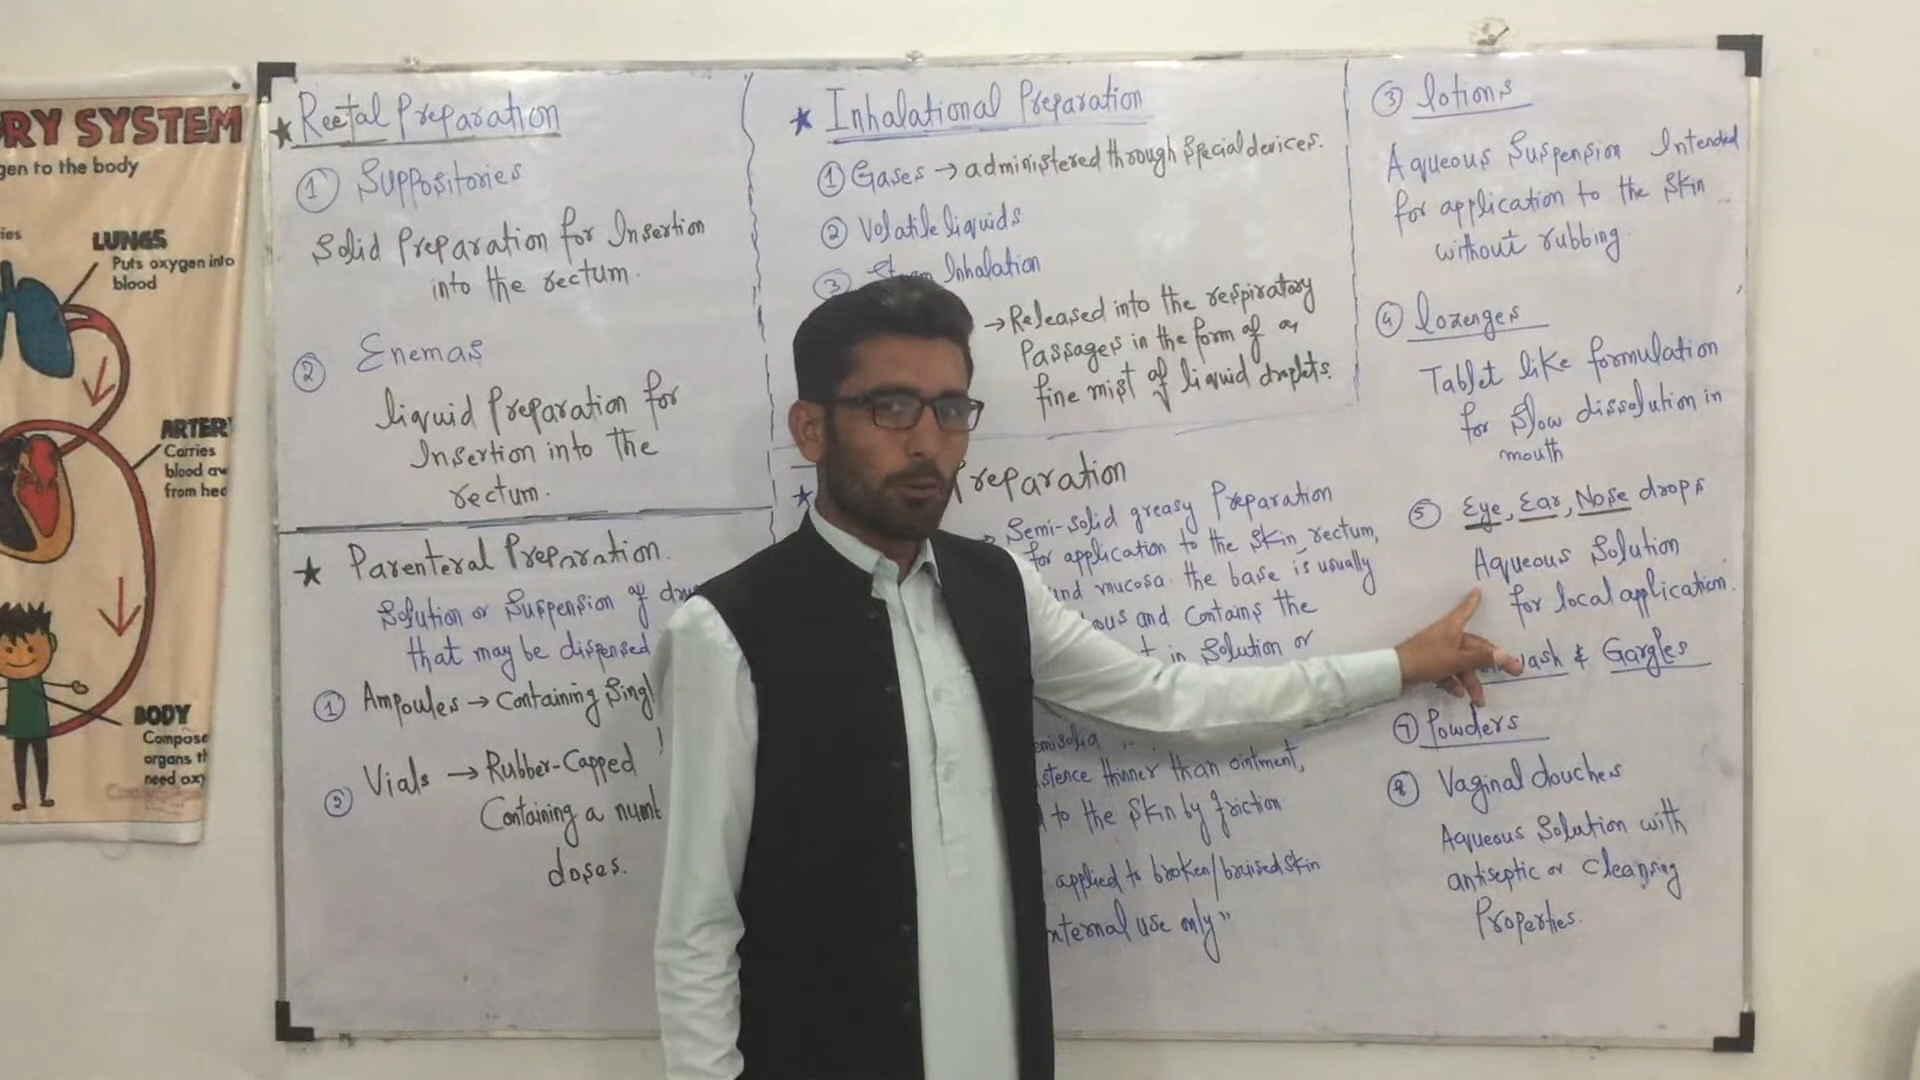 RY SYSTEM
gen to the body
ies
LUNGS
Puts oxygen into
blood
ARTER
Carries
blood aw
from hea
BODY
Compose
organs th
need oxy
★ Rectal Preparation
① Suppositories
Solid Preparation for Insertion
into the rectum.
② Enemas
liquid Preparation for
Insertion into the
rectum.
★ Parenteral Preparation.
Solution or Suspension of drug
that may be dispensed
① Ampoules → Containing Singl
② Vials → Rubber-Capped
Containing a numb
doses.
★ Inhalational Preparation
① Gases → administered through Special devices.
② Volatile liquids
③ Steam Inhalation
→ Released into the respiratory
Passages in the form of a
fine mist of liquid droplets.
★ Preparation
Semi-solid greasy Preparation
for application to the Skin, rectum,
and mucosa. the base is usually
ous and Contains the
t in Solution or
emisolid
stence thinner than ointment,
to the Skin by friction
applied to broken/bruised skin
xternal use only"
③ lotions
Aqueous Suspension Intended
for application to the Skin
without rubbing.
④ lozenges
Tablet like formulation
for Slow dissolution in
mouth
⑤ Eye, Ear, Nose drops
Aqueous Solution
for local application.
wash & Gargles
⑦ Powders
⑧ Vaginal douches
Aqueous Solution with
antiseptic or Cleansing
Properties.